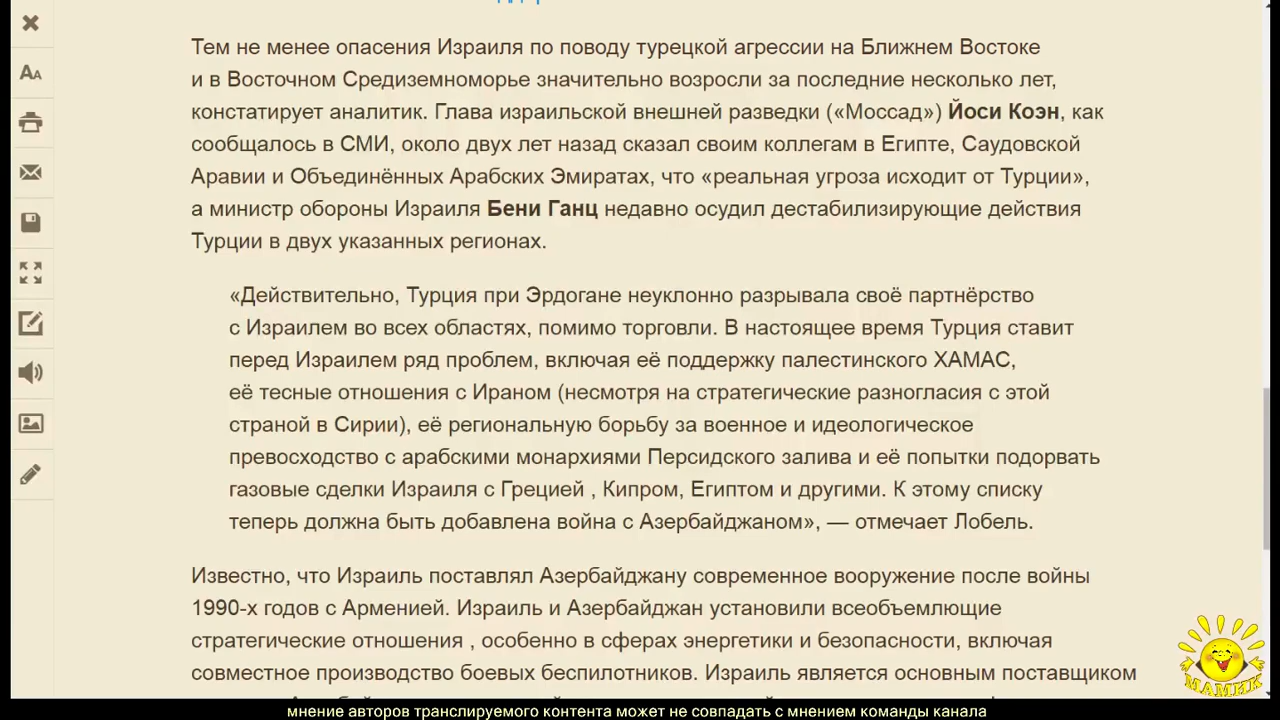 Тем не менее опасения Израиля по поводу турецкой агрессии на Ближнем Востоке
и в Восточном Средиземноморье значительно возросли за последние несколько лет,
констатирует аналитик. Глава израильской внешней разведки («Моссад») Йоси Коэн, как
сообщалось в СМИ, около двух лет назад сказал своим коллегам в Египте, Саудовской
Аравии и Объединённых Арабских Эмиратах, что «реальная угроза исходит от Турции»,
а министр обороны Израиля Бени Ганц недавно осудил дестабилизирующие действия
Турции в двух указанных регионах.
«Действительно, Турция при Эрдогане неуклонно разрывала своё партнёрство
с Израилем во всех областях, помимо торговли. В настоящее время Турция ставит
перед Израилем ряд проблем, включая её поддержку палестинского ХАМАС,
её тесные отношения с Ираном (несмотря на стратегические разногласия с этой
страной в Сирии), её региональную борьбу за военное и идеологическое
превосходство с арабскими монархиями Персидского залива и её попытки подорвать
газовые сделки Израиля с Грецией , Кипром, Египтом и другими. К этому списку
теперь должна быть добавлена война с Азербайджаном», — отмечает Лобель.
Известно, что Израиль поставлял Азербайджану современное вооружение после войны
1990-х годов с Арменией. Израиль и Азербайджан установили всеобъемлющие
стратегические отношения , особенно в сферах энергетики и безопасности, включая
совместное производство боевых беспилотников. Израиль является основным поставщиком
МАМИК
мнение авторов транслируемого контента может не совпадать с мнением команды канала